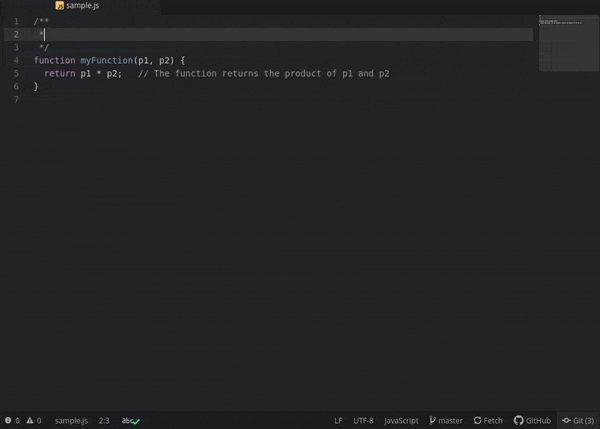 sample.js
1 /**
2  *
3  */
4 function myFunction(p1, p2) {
5   return p1 * p2;   // The function returns the product of p1 and p2
6 }
7
0 0 sample.js 2:3 abc LF UTF-8 JavaScript master Fetch GitHub Git (3)